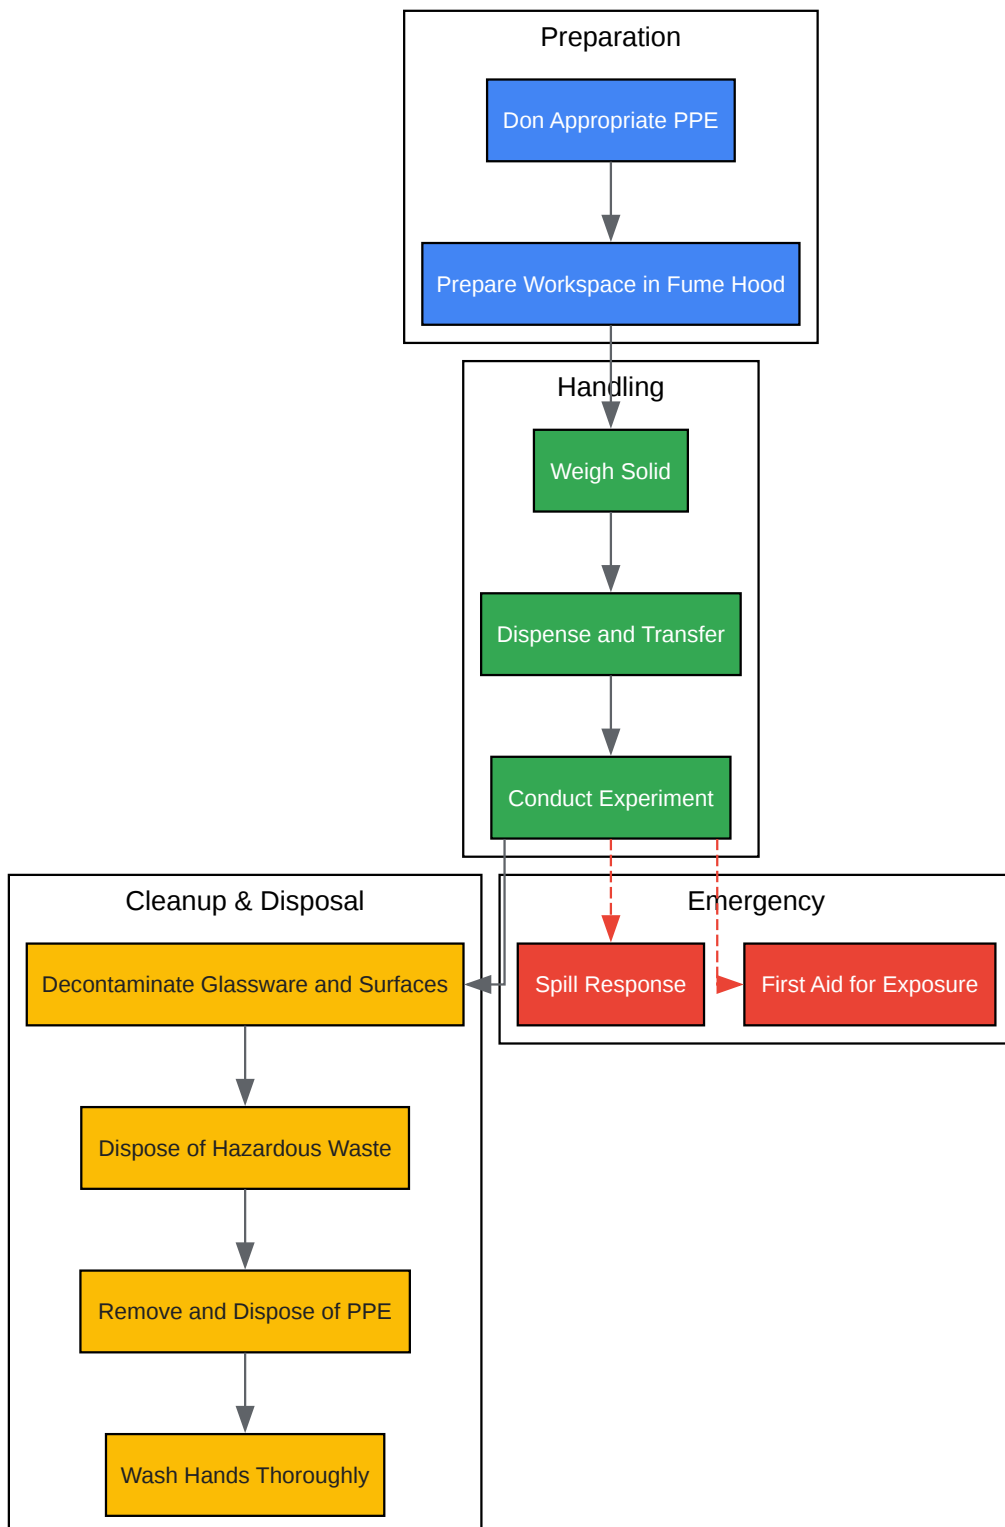 Preparation
Don Appropriate PPE
Prepare Workspace in Fume Hood
Handling
Weigh Solid
Dispense and Transfer
Conduct Experiment
Cleanup & Disposal
Decontaminate Glassware and Surfaces
Dispose of Hazardous Waste
Remove and Dispose of PPE
Wash Hands Thoroughly
Emergency
Spill Response
First Aid for Exposure